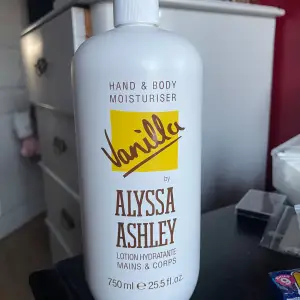 HAND & BODY
MOISTURISER
Vanilla
by
ALYSSA
ASHLEY
LOTION HYDRATANTE
MAINS & CORPS
750 ml ℮ 25.5 fl.oz.